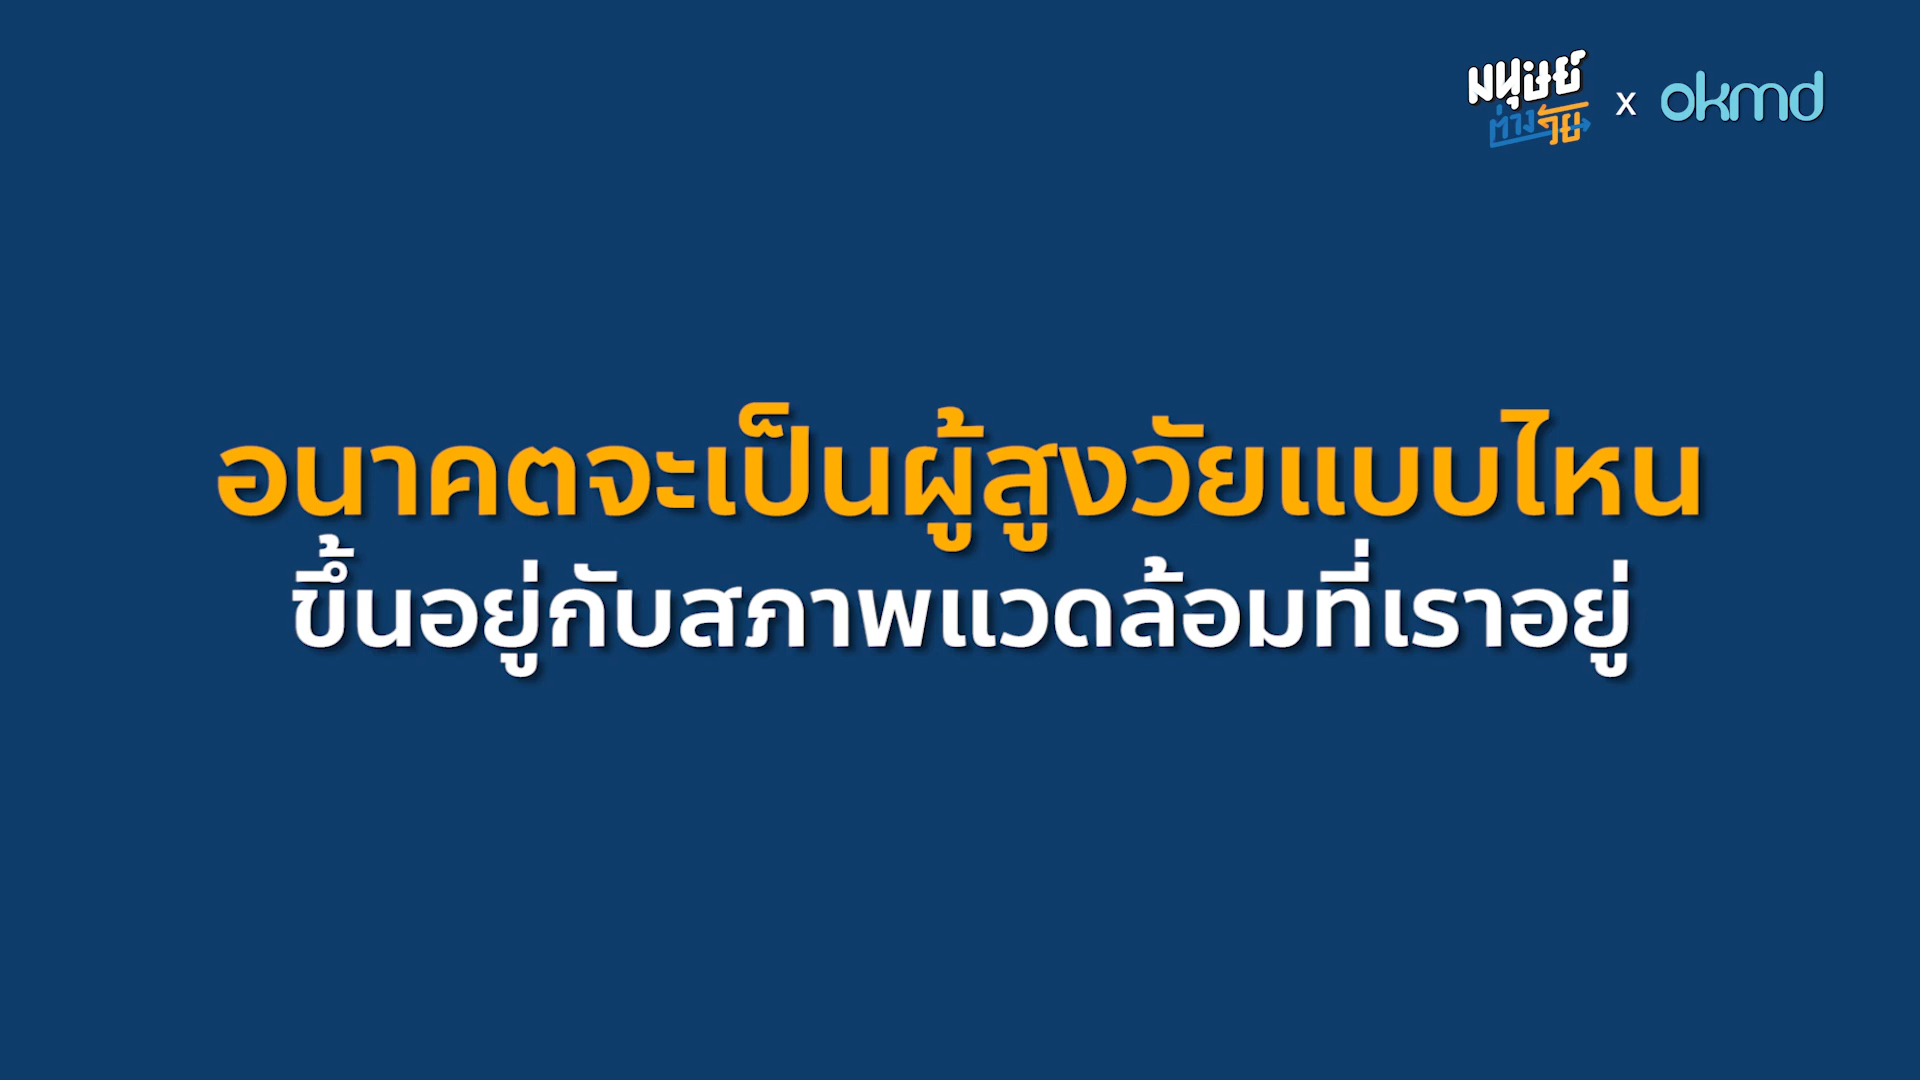 มนุษย์
ต่างวัย
x okmd
อนาคตจะเป็นผู้สูงวัยแบบไหน
ขึ้นอยู่กับสภาพแวดล้อมที่เราอยู่